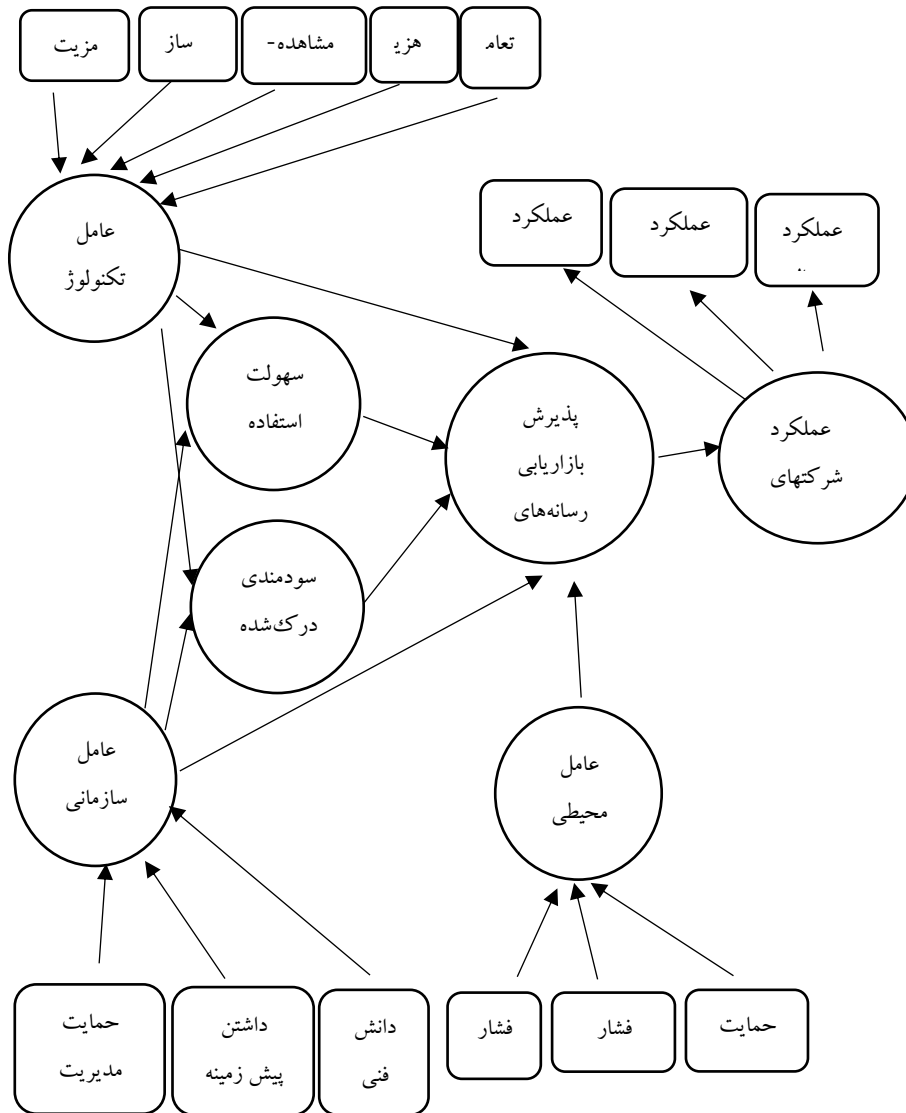 مزیت
ساز
مشاهده-
هزی
تعام
عامل
تکنولوژ
عملکرد
عملکرد
عملکرد
سهولت
استفاده
پذیرش
بازاریابی
رسانه‌های
عملکرد
شرکتهای
سودمندی
درک‌شده
عامل
سازمانی
عامل
محیطی
حمایت
مدیریت
داشتن
پیش زمینه
دانش
فنی
فشار
فشار
حمایت